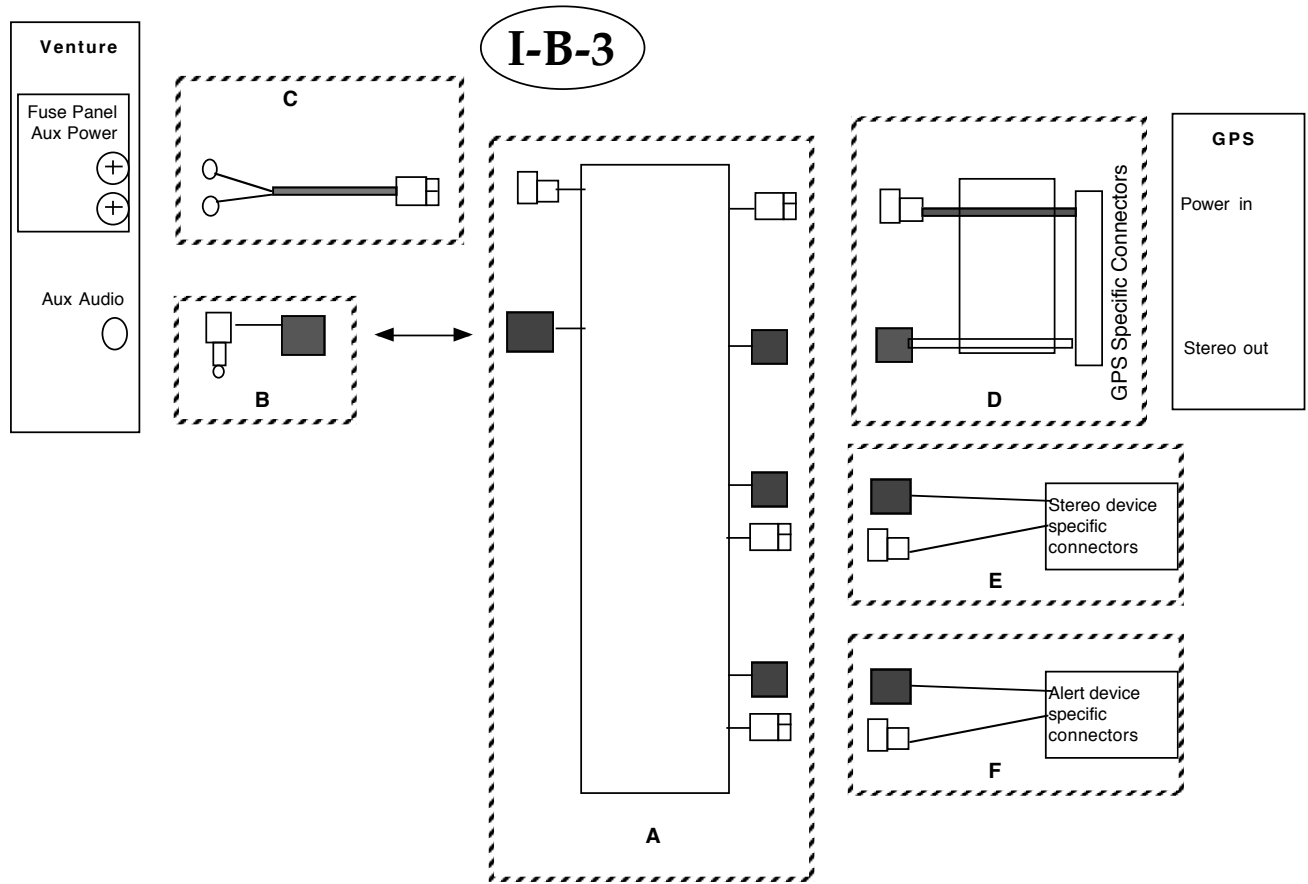 I-B-3
Venture
Fuse Panel
Aux Power
Aux Audio
C
B
A
GPS Specific Connectors
D
GPS
Power in
Stereo out
Stereo device
specific
connectors
E
Alert device
specific
connectors
F